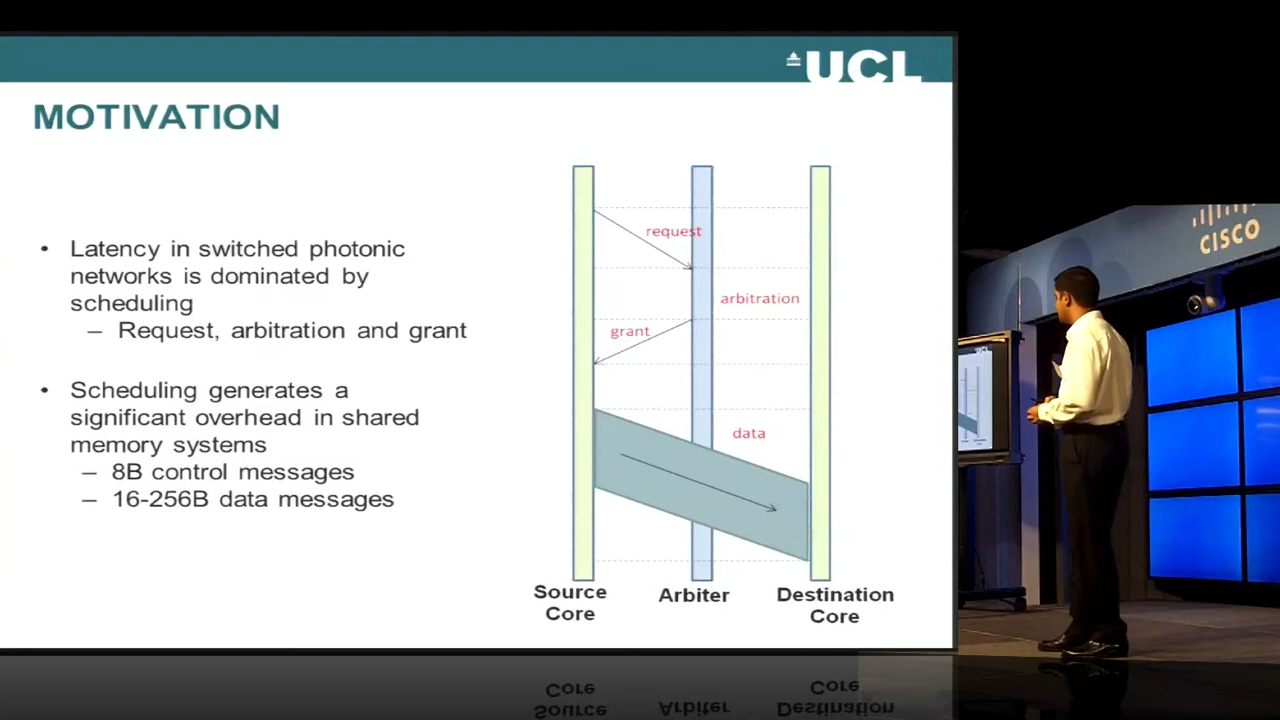 UCL
MOTIVATION
• Latency in switched photonic
networks is dominated by
scheduling
– Request, arbitration and grant
• Scheduling generates a
significant overhead in shared
memory systems
– 8B control messages
– 16-256B data messages
request
arbitration
grant
data
Source
Core
Arbiter
Destination
Core
CISCO